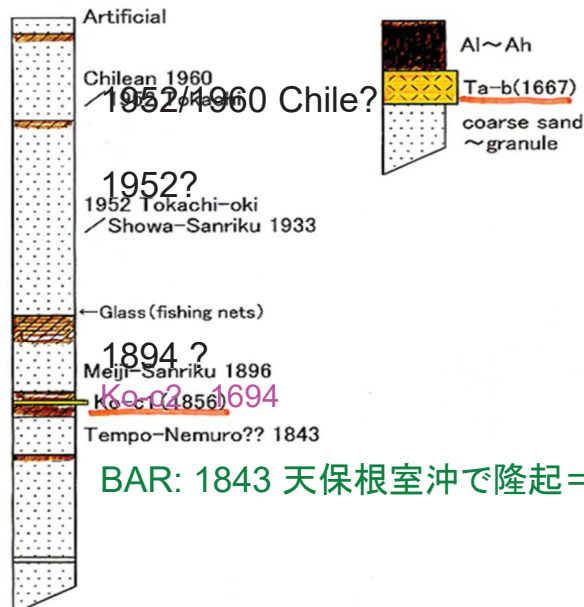 Artificial
Chilean 1960
／1952 Tokachi
1952/1960 Chile?
1952?
1952 Tokachi-oki
／Showa-Sanriku 1933
←Glass(fishing nets)
1894 ?
Meiji-Sanriku 1896
Ko-c2 1694
Ko-c1(1856)
Tempo-Nemuro?? 1843
BAR: 1843 天保根室沖で隆起=
Al～Ah
Ta-b(1667)
coarse sand
～granule